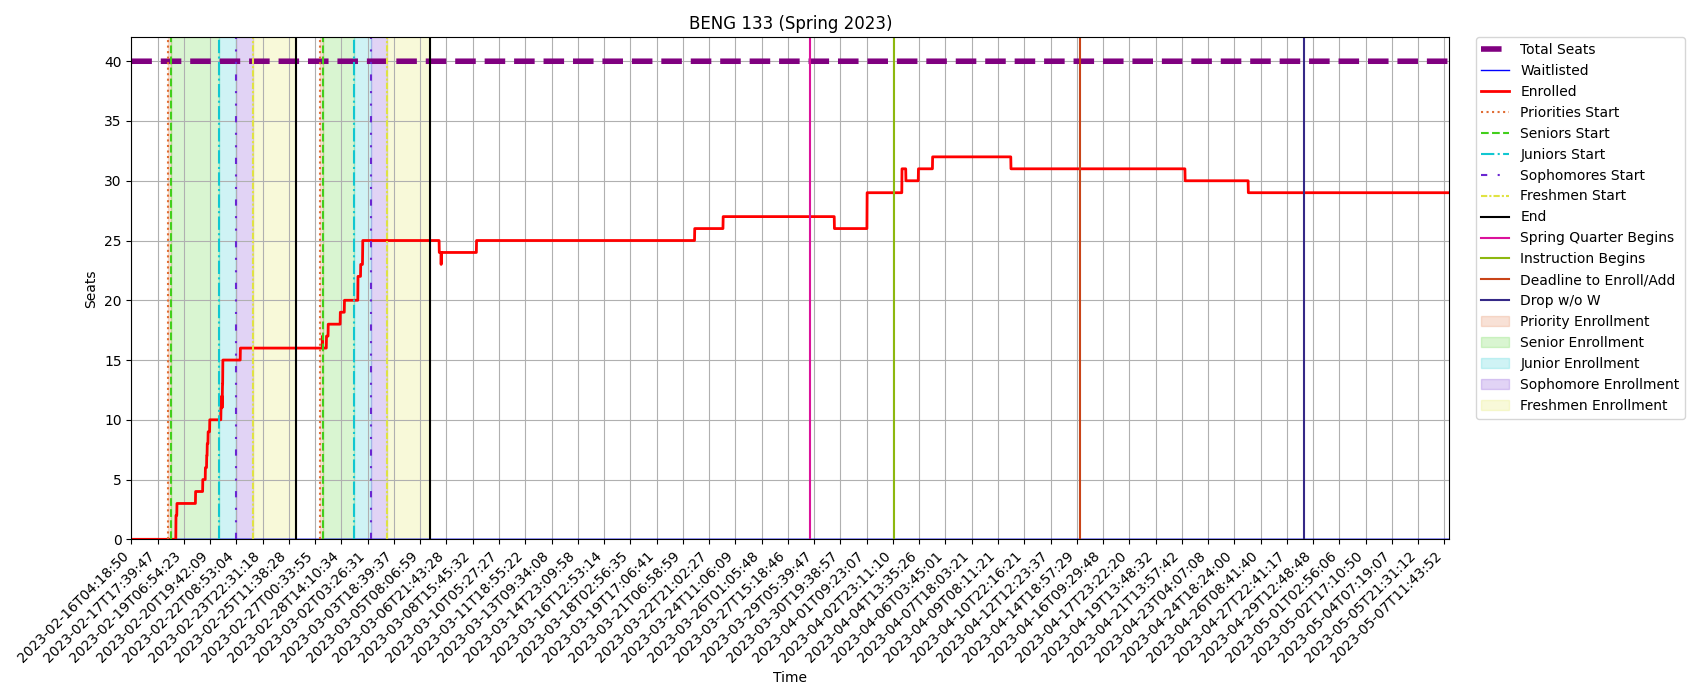 BENG 133 (Spring 2023)
Seats
40
35
30
25
20
15
10
5
0
2023-02-16T04:18:50
2023-02-17T17:39:47
2023-02-19T06:54:23
2023-02-20T19:42:09
2023-02-22T08:53:04
2023-02-23T22:31:18
2023-02-25T11:38:28
2023-02-27T00:33:55
2023-02-28T14:10:34
2023-03-02T03:26:31
2023-03-03T18:39:37
2023-03-05T08:06:59
2023-03-06T21:43:28
2023-03-08T15:45:32
2023-03-10T05:27:27
2023-03-11T18:55:22
2023-03-13T09:34:08
2023-03-14T23:09:58
2023-03-16T12:53:14
2023-03-18T02:56:35
2023-03-19T17:06:41
2023-03-21T06:58:59
2023-03-22T21:02:27
2023-03-24T11:06:09
2023-03-26T01:05:48
2023-03-27T15:18:46
2023-03-29T05:39:47
2023-03-30T19:38:57
2023-04-01T09:23:07
2023-04-02T23:11:10
2023-04-04T13:35:26
2023-04-06T03:45:01
2023-04-07T18:03:21
2023-04-09T08:11:21
2023-04-10T22:16:21
2023-04-12T12:23:37
2023-04-14T18:57:29
2023-04-16T09:29:48
2023-04-17T23:22:20
2023-04-19T13:48:32
2023-04-21T13:57:42
2023-04-23T04:07:08
2023-04-24T18:24:00
2023-04-26T08:41:40
2023-04-27T22:41:17
2023-04-29T12:48:48
2023-05-01T02:56:06
2023-05-02T17:10:50
2023-05-04T07:19:07
2023-05-05T21:31:12
2023-05-07T11:43:52
Time
Total Seats
Waitlisted
Enrolled
Priorities Start
Seniors Start
Juniors Start
Sophomores Start
Freshmen Start
End
Spring Quarter Begins
Instruction Begins
Deadline to Enroll/Add
Drop w/o W
Priority Enrollment
Senior Enrollment
Junior Enrollment
Sophomore Enrollment
Freshmen Enrollment